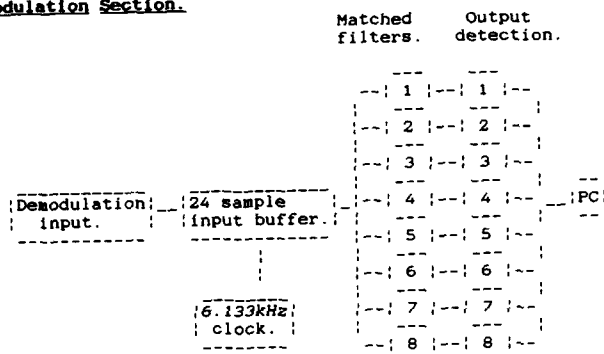 odulation Section.
Matched Output
filters. detection.
1 1
2 2
3 3
Demodulation 24 sample 4 4 PC
input. input buffer.
5 5
6 6
6.133kHz 7 7
clock.
8 8